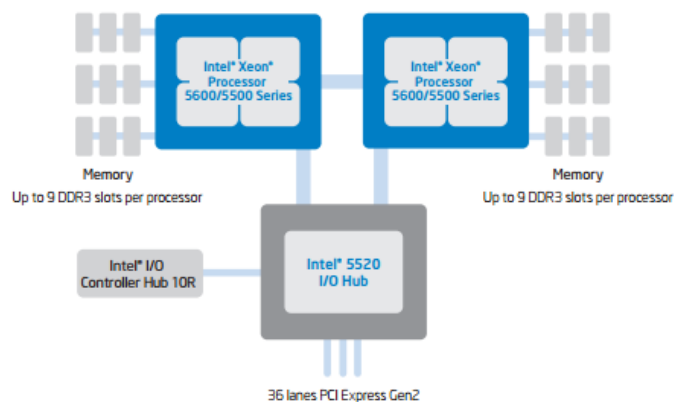 Intel® Xeon®
Processor
5600/5500 Series
Intel® Xeon®
Processor
5600/5500 Series
Memory
Up to 9 DDR3 slots per processor
Memory
Up to 9 DDR3 slots per processor
Intel® I/O
Controller Hub 10R
Intel® 5520
I/O Hub
36 lanes PCI Express Gen2